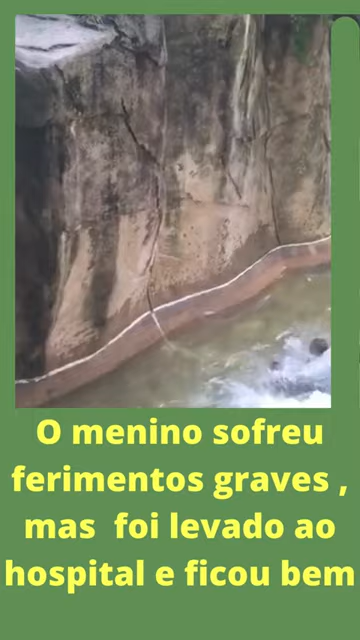 O menino sofreu
ferimentos graves ,
mas foi levado ao
hospital e ficou bem